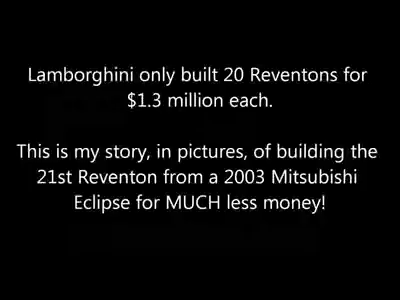 Lamborghini only built 20 Reventons for
$1.3 million each.
This is my story, in pictures, of building the
21st Reventon from a 2003 Mitsubishi
Eclipse for MUCH less money!